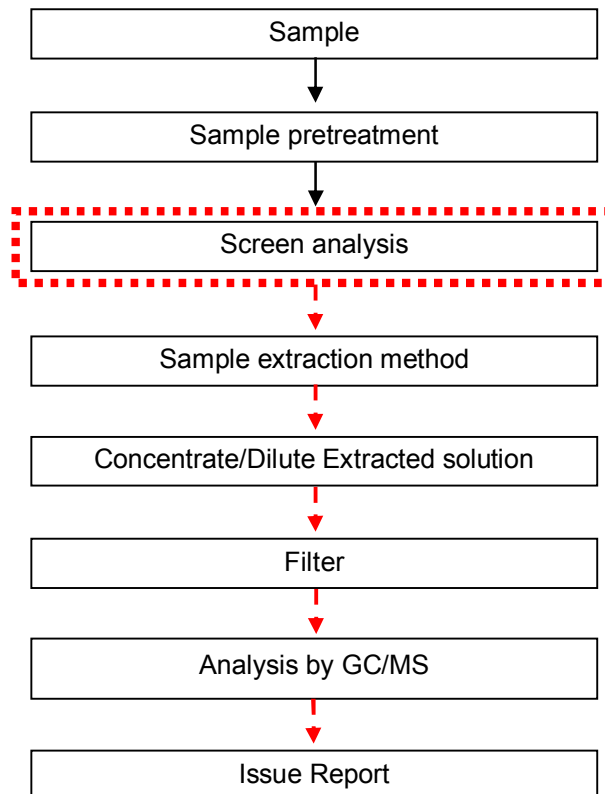 Sample
Sample pretreatment
Screen analysis
Sample extraction method
Concentrate/Dilute Extracted solution
Filter
Analysis by GC/MS
Issue Report